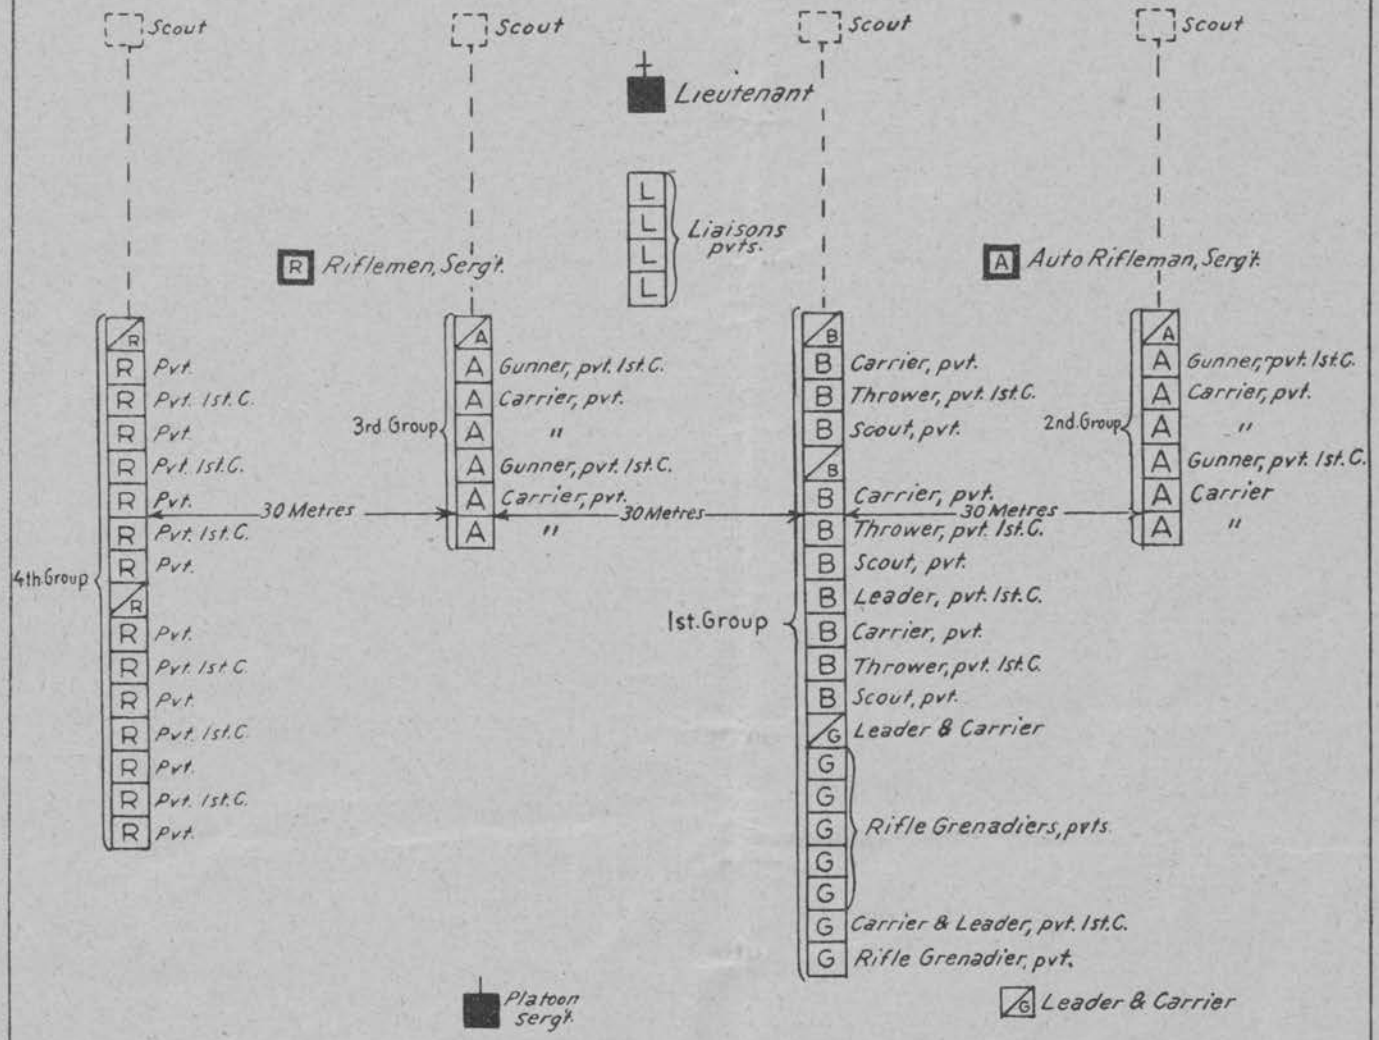 Scout
Scout
Scout
Scout
Lieutenant
L
L
L
L
Liaisons
pvts.
R Riflemen, Serg't.
A Auto Rifleman, Serg't.
4th. Group
R
R Pvt.
R Pvt. 1st. C.
R Pvt.
R Pvt. 1st. C.
R Pvt.
R Pvt. 1st. C.
R Pvt.
R
R Pvt.
R Pvt. 1st. C.
R Pvt.
R Pvt. 1st. C.
R Pvt.
R Pvt. 1st. C.
R Pvt.
30 Metres
3rd. Group
A
A Gunner, pvt. 1st. C.
A Carrier, pvt.
A "
A Gunner, pvt. 1st. C.
A Carrier, pvt.
A "
30 Metres
1st. Group
B
B Carrier, pvt.
B Thrower, pvt. 1st. C.
B Scout, pvt.
B
B Carrier, pvt.
B Thrower, pvt. 1st. C.
B Scout, pvt.
B Leader, pvt. 1st. C.
B Carrier, pvt.
B Thrower, pvt. 1st. C.
B Scout, pvt.
G Leader & Carrier
G
G
G Rifle Grenadiers, pvts.
G
G
G Carrier & Leader, pvt. 1st. C.
G Rifle Grenadier, pvt.
30 Metres
2nd. Group
A
A Gunner, pvt. 1st. C.
A Carrier, pvt.
A "
A Gunner, pvt. 1st. C.
A Carrier
A "
Platoon
serg't.
G Leader & Carrier